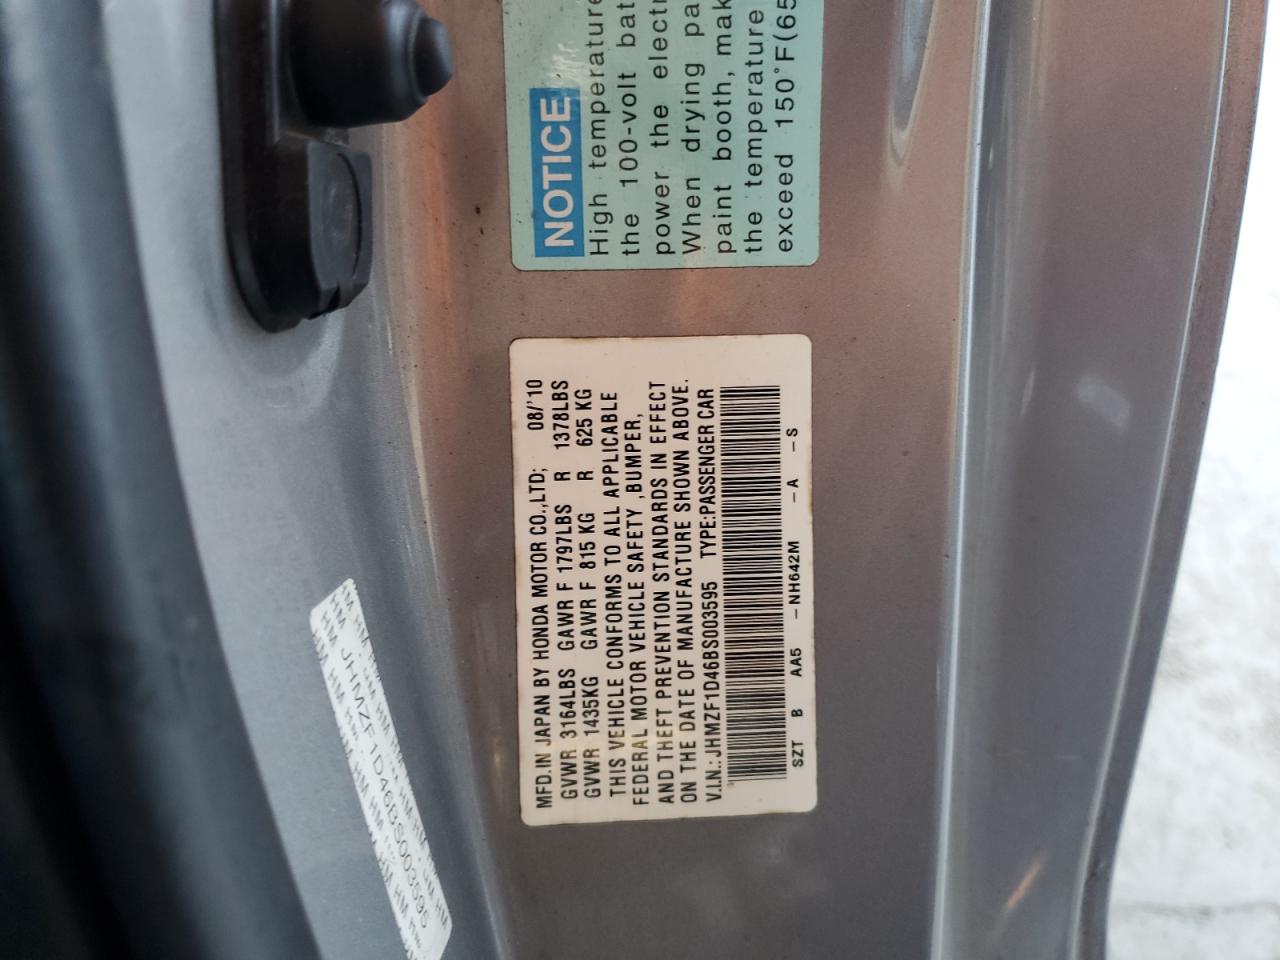 NOTICE
High temperature
the 100-volt bat
power the electr
When drying pa
paint booth, mak
the temperature
exceed 150°F(65
MFD.IN JAPAN BY HONDA MOTOR CO.,LTD; 08/'10
GVWR 3164LBS GAWR F 1797LBS R 1378LBS
GVWR 1435KG GAWR F 815 KG R 625 KG
THIS VEHICLE CONFORMS TO ALL APPLICABLE
FEDERAL MOTOR VEHICLE SAFETY ,BUMPER,
AND THEFT PREVENTION STANDARDS IN EFFECT
ON THE DATE OF MANUFACTURE SHOWN ABOVE.
V.I.N.: JHMZF1D46BS003595 TYPE:PASSENGER CAR
SZT B AA5 -NH642M -A -S
JHMZF1D46BS003595